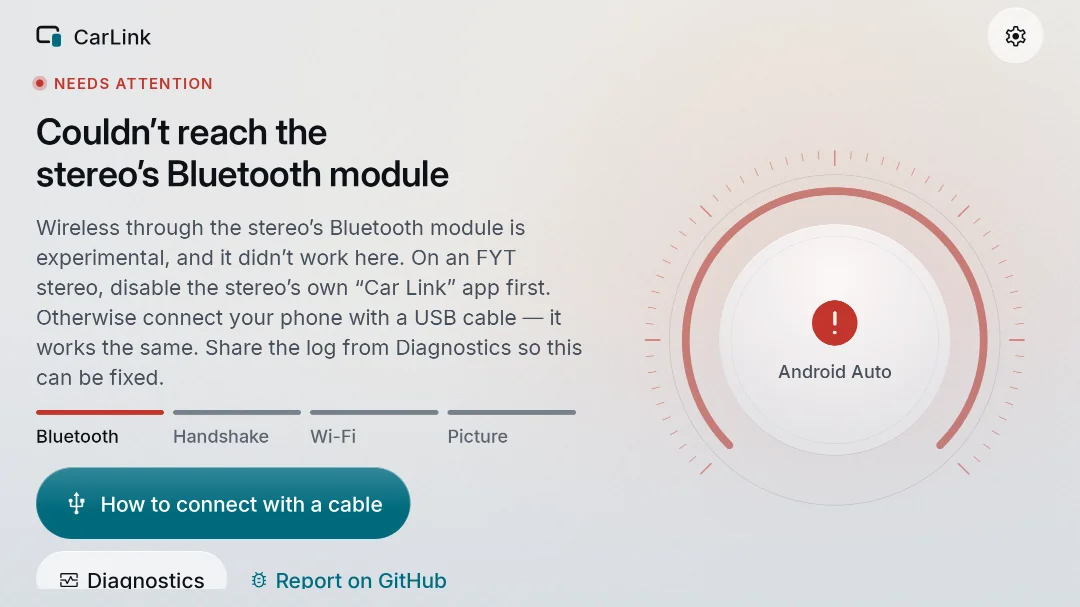 CarLink
NEEDS ATTENTION
Couldn’t reach the
stereo’s Bluetooth module
Wireless through the stereo’s Bluetooth module is
experimental, and it didn’t work here. On an FYT
stereo, disable the stereo’s own “Car Link” app first.
Otherwise connect your phone with a USB cable — it
works the same. Share the log from Diagnostics so this
can be fixed.
Bluetooth
Handshake
Wi-Fi
Picture
How to connect with a cable
Diagnostics
Report on GitHub
Android Auto